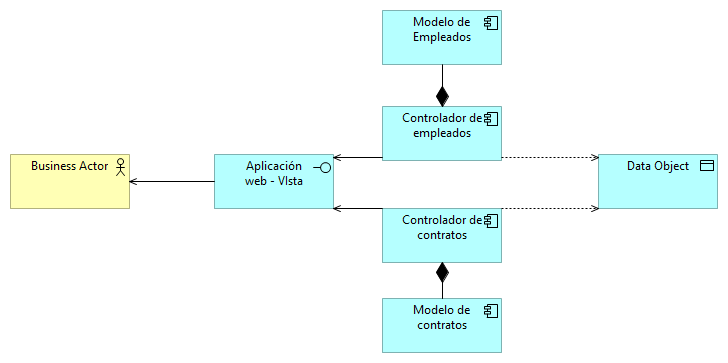 Modelo de
Empleados
Controlador de
empleados
Business Actor
Aplicación
web - VIsta
Data Object
Controlador de
contratos
Modelo de
contratos